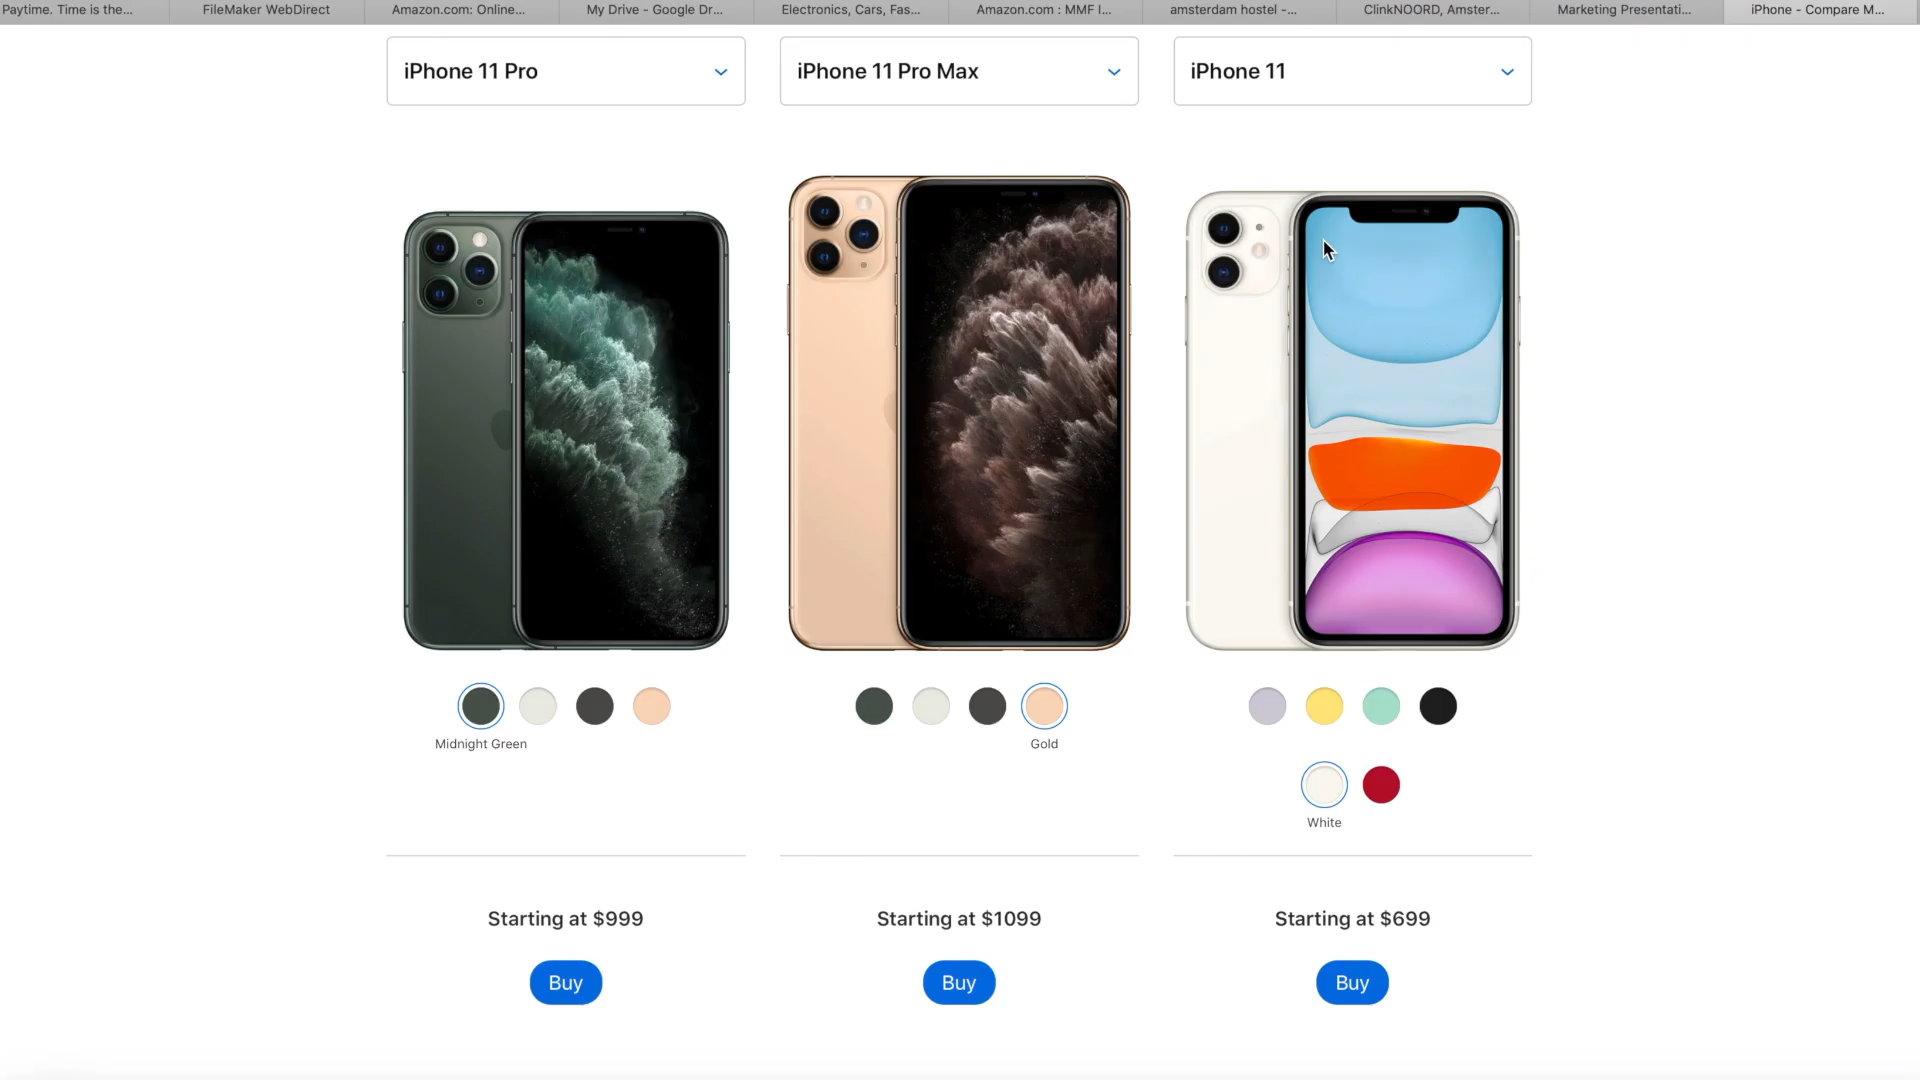 Paytime. Time is the...
FileMaker WebDirect
Amazon.com: Online...
My Drive - Google Dr...
Electronics, Cars, Fas...
Amazon.com : MMF I...
amsterdam hostel -...
ClinkNOORD, Amster...
Marketing Presentati...
iPhone - Compare M...
iPhone 11 Pro
iPhone 11 Pro Max
iPhone 11
Midnight Green
Gold
White
Starting at $999
Starting at $1099
Starting at $699
Buy
Buy
Buy